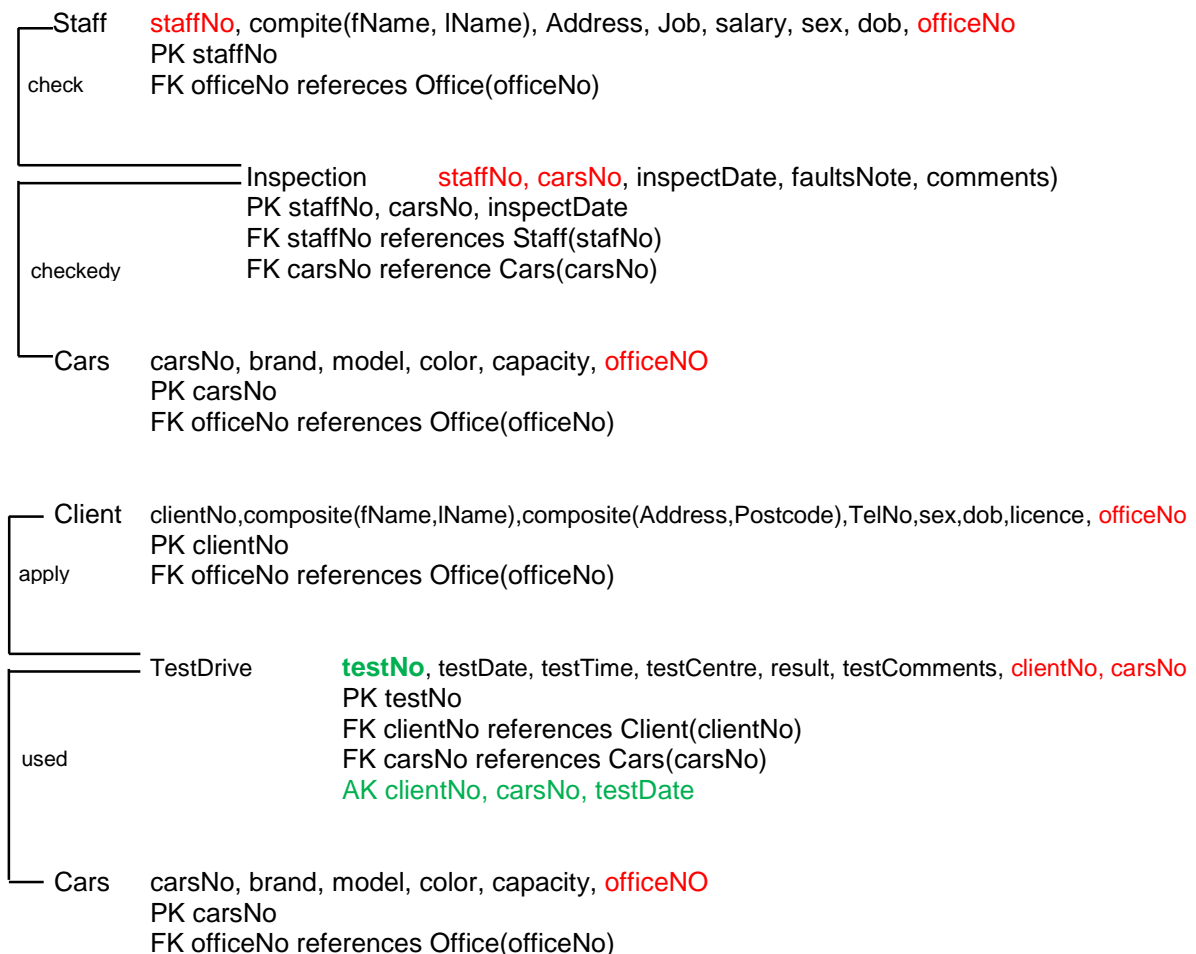 Staff staffNo, compite(fName, lName), Address, Job, salary, sex, dob, officeNo
PK staffNo
check FK officeNo refereces Office(officeNo)
Inspection staffNo, carsNo, inspectDate, faultsNote, comments)
PK staffNo, carsNo, inspectDate
FK staffNo references Staff(stafNo)
checkedy FK carsNo reference Cars(carsNo)
Cars carsNo, brand, model, color, capacity, officeNO
PK carsNo
FK officeNo references Office(officeNo)
Client clientNo,composite(fName,lName),composite(Address,Postcode),TelNo,sex,dob,licence, officeNo
PK clientNo
apply FK officeNo references Office(officeNo)
TestDrive testNo, testDate, testTime, testCentre, result, testComments, clientNo, carsNo
PK testNo
FK clientNo references Client(clientNo)
used FK carsNo references Cars(carsNo)
AK clientNo, carsNo, testDate
Cars carsNo, brand, model, color, capacity, officeNO
PK carsNo
FK officeNo references Office(officeNo)